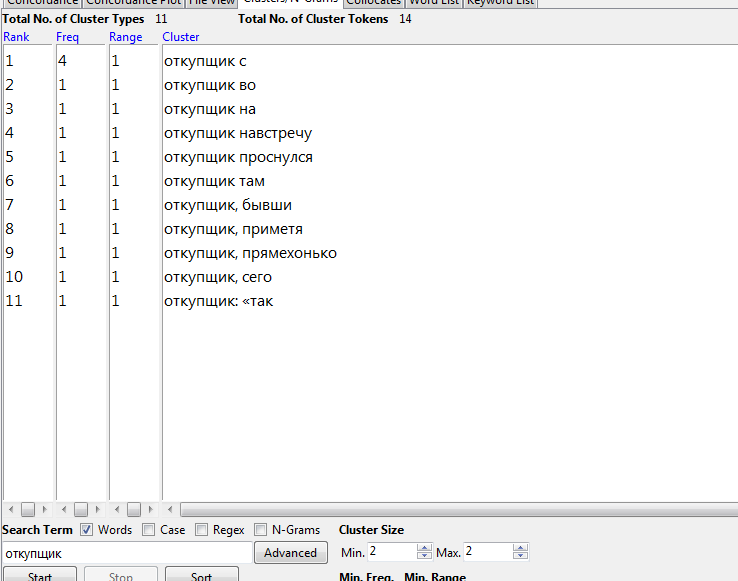 Concordance Concordance Plot File View Clusters/N-Grams Collocates Word List Keyword List
Total No. of Cluster Types 11 Total No. of Cluster Tokens 14
Rank Freq Range Cluster
1 4 1 откупщик с
2 1 1 откупщик во
3 1 1 откупщик на
4 1 1 откупщик навстречу
5 1 1 откупщик проснулся
6 1 1 откупщик там
7 1 1 откупщик, бывши
8 1 1 откупщик, приметя
9 1 1 откупщик, прямехонько
10 1 1 откупщик, сего
11 1 1 откупщик: «так
Search Term Words Case Regex N-Grams Cluster Size
откупщик Advanced Min. 2 Max. 2
Start Stop Sort Min. Freq. Min. Range